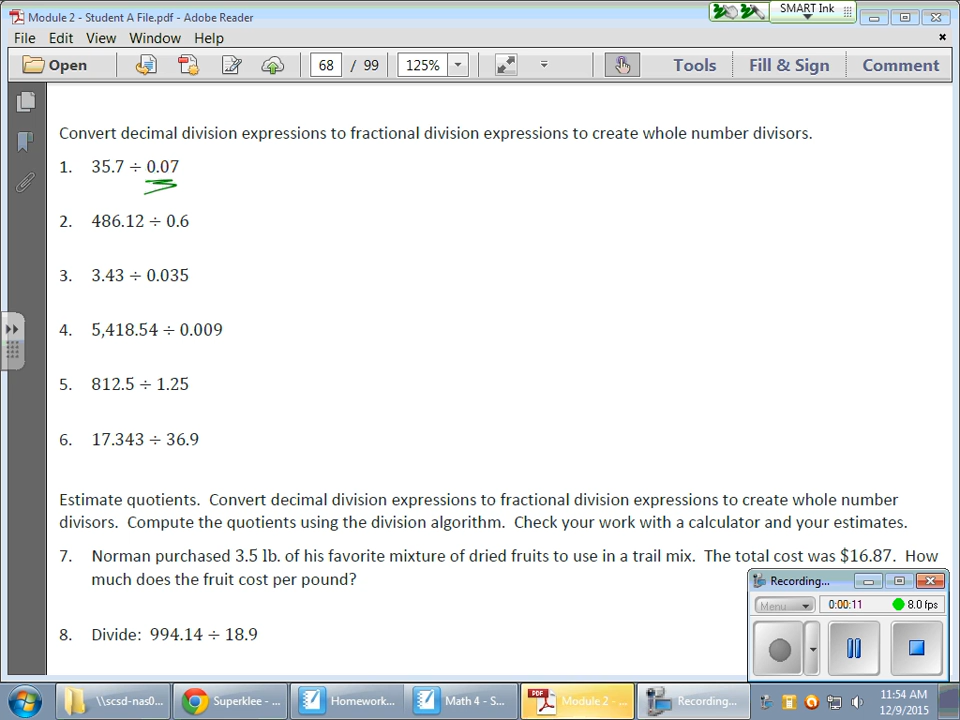 Module 2 - Student A File.pdf - Adobe Reader
SMART Ink
File Edit View Window Help
Open 68 / 99 125% Tools Fill & Sign Comment
Convert decimal division expressions to fractional division expressions to create whole number divisors.
1. 35.7 ÷ 0.07
2. 486.12 ÷ 0.6
3. 3.43 ÷ 0.035
4. 5,418.54 ÷ 0.009
5. 812.5 ÷ 1.25
6. 17.343 ÷ 36.9
Estimate quotients. Convert decimal division expressions to fractional division expressions to create whole number
divisors. Compute the quotients using the division algorithm. Check your work with a calculator and your estimates.
7. Norman purchased 3.5 lb. of his favorite mixture of dried fruits to use in a trail mix. The total cost was $16.87. How
much does the fruit cost per pound?
8. Divide: 994.14 ÷ 18.9
Recording...
Menu 0:00:11 8.0 fps
\\scsd-nas0... Superklee - ... Homework... Math 4 - S... PDF Module 2 - ... Recording...
11:54 AM
12/9/2015